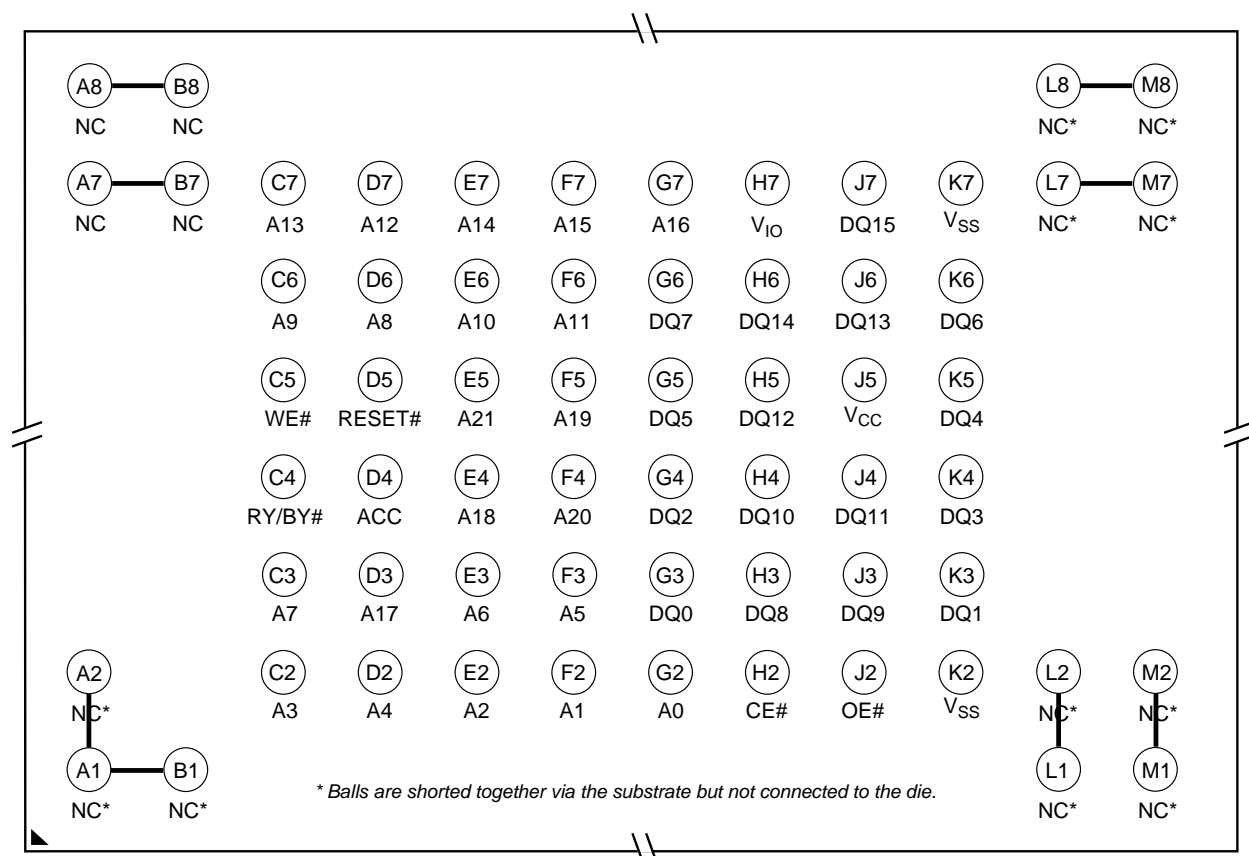 A8 B8 L8 M8
NC NC NC* NC*
A7 B7 C7 D7 E7 F7 G7 H7 J7 K7 L7 M7
NC NC A13 A12 A14 A15 A16 VIO DQ15 VSS NC* NC*
C6 D6 E6 F6 G6 H6 J6 K6
A9 A8 A10 A11 DQ7 DQ14 DQ13 DQ6
C5 D5 E5 F5 G5 H5 J5 K5
WE# RESET# A21 A19 DQ5 DQ12 VCC DQ4
C4 D4 E4 F4 G4 H4 J4 K4
RY/BY# ACC A18 A20 DQ2 DQ10 DQ11 DQ3
C3 D3 E3 F3 G3 H3 J3 K3
A7 A17 A6 A5 DQ0 DQ8 DQ9 DQ1
A2 C2 D2 E2 F2 G2 H2 J2 K2 L2 M2
NC* A3 A4 A2 A1 A0 CE# OE# VSS NC* NC*
A1 B1 L1 M1
NC* NC* NC* NC*
* Balls are shorted together via the substrate but not connected to the die.